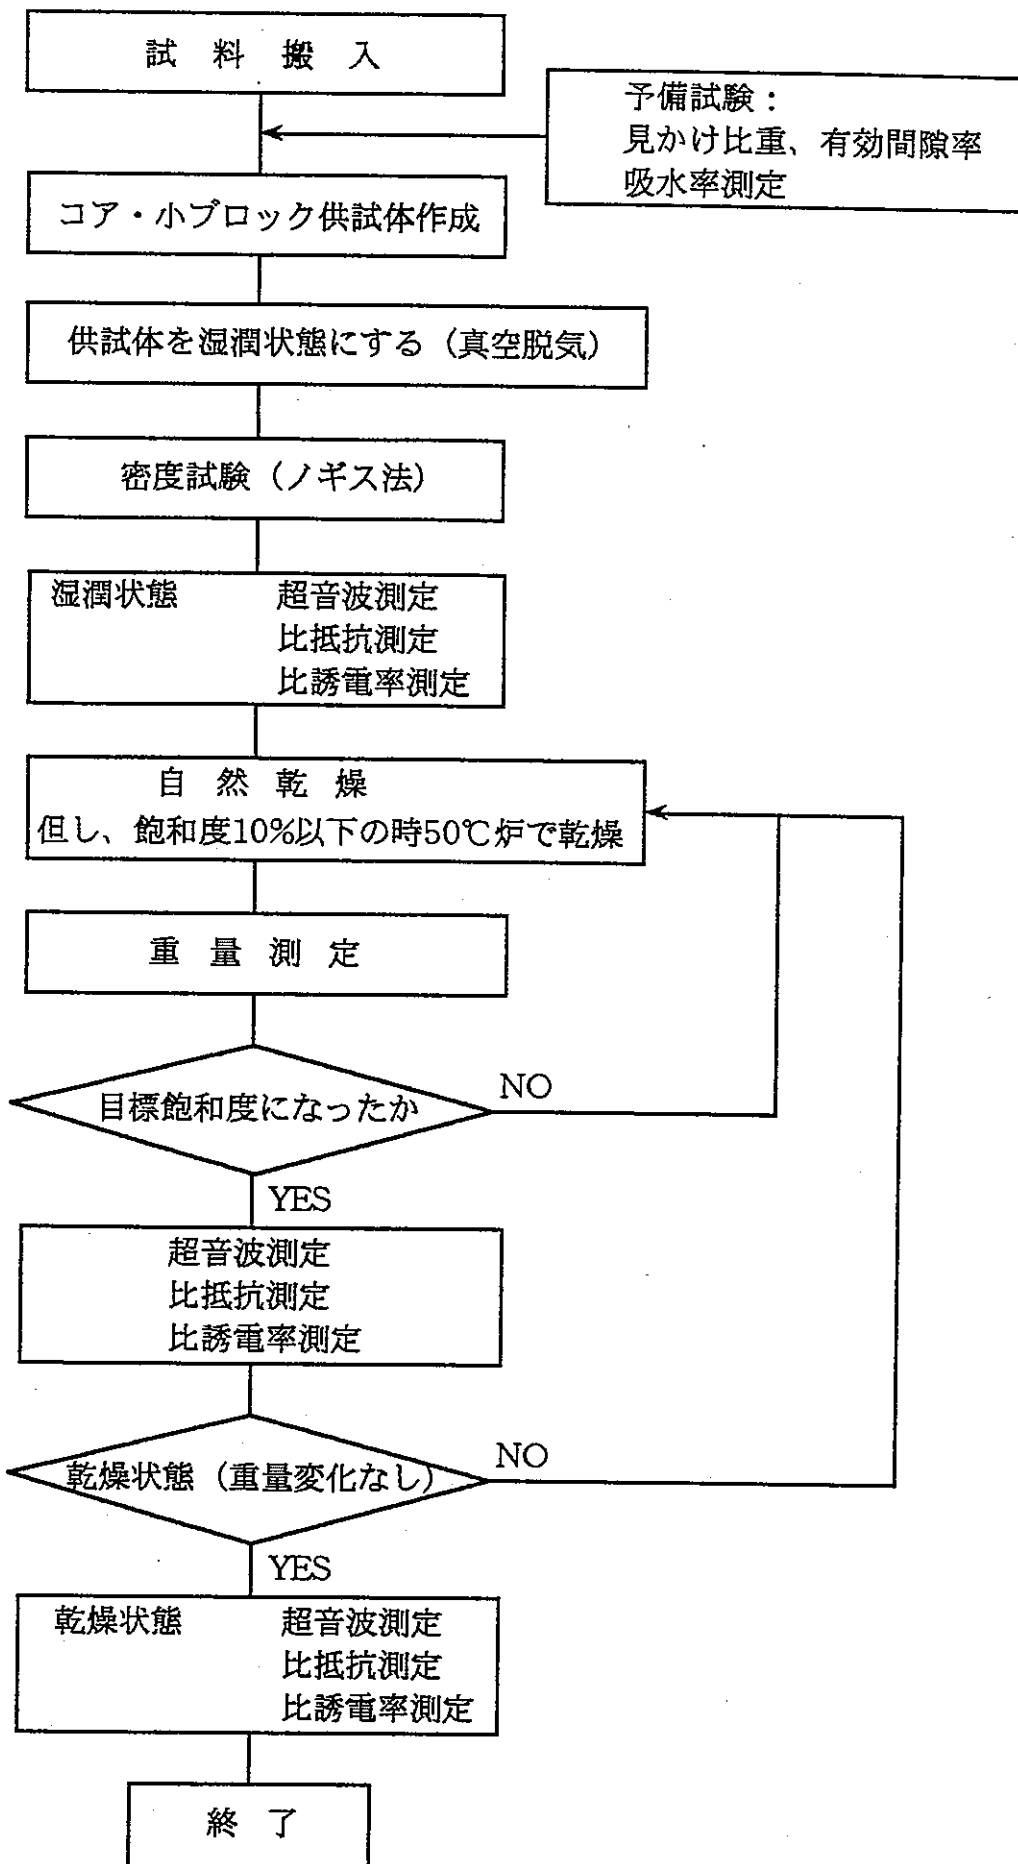 試 料 搬 入
予備試験：
見かけ比重、有効間隙率
吸水率測定
コア・小ブロック供試体作成
供試体を湿潤状態にする（真空脱気）
密度試験（ノギス法）
湿潤状態 超音波測定
比抵抗測定
比誘電率測定
自 然 乾 燥
但し、飽和度10%以下の時50℃炉で乾燥
重 量 測 定
目標飽和度になったか
NO
YES
超音波測定
比抵抗測定
比誘電率測定
乾燥状態（重量変化なし）
NO
YES
乾燥状態 超音波測定
比抵抗測定
比誘電率測定
終 了